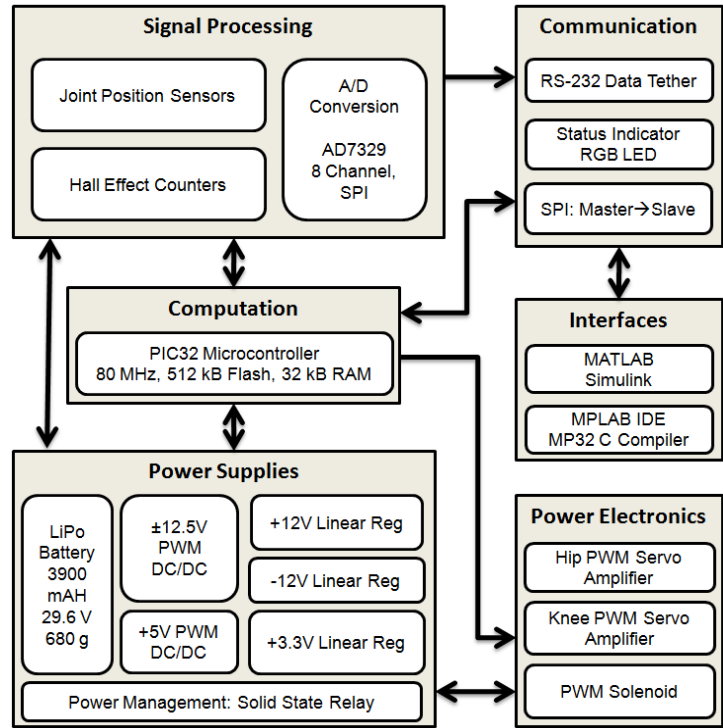 Signal Processing
Joint Position Sensors
Hall Effect Counters
A/D
Conversion
AD7329
8 Channel,
SPI
Communication
RS-232 Data Tether
Status Indicator
RGB LED
SPI: Master→Slave
Computation
PIC32 Microcontroller
80 MHz, 512 kB Flash, 32 kB RAM
Interfaces
MATLAB
Simulink
MPLAB IDE
MP32 C Compiler
Power Supplies
LiPo
Battery
3900
mAH
29.6 V
680 g
±12.5V
PWM
DC/DC
+5V PWM
DC/DC
+12V Linear Reg
-12V Linear Reg
+3.3V Linear Reg
Power Management: Solid State Relay
Power Electronics
Hip PWM Servo
Amplifier
Knee PWM Servo
Amplifier
PWM Solenoid